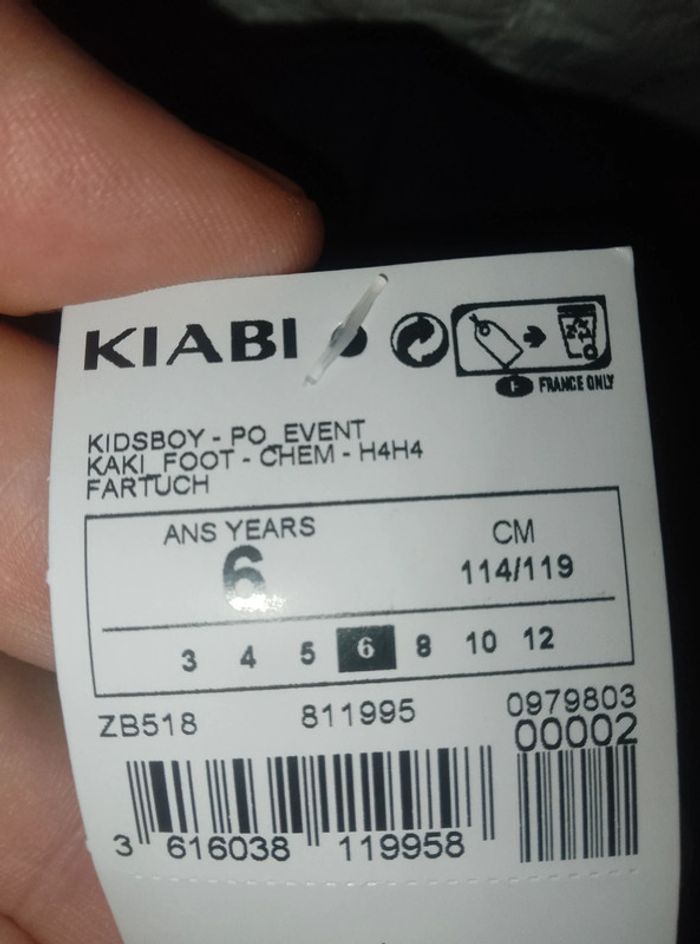 KIABI
F FRANCE ONLY
KIDSBOY - PO_EVENT
KAKI_FOOT - CHEM - H4H4
FARTUCH
ANS YEARS CM
6 114/119
3 4 5 6 8 10 12
ZB518 811995 0979803
00002
3 616038 119958